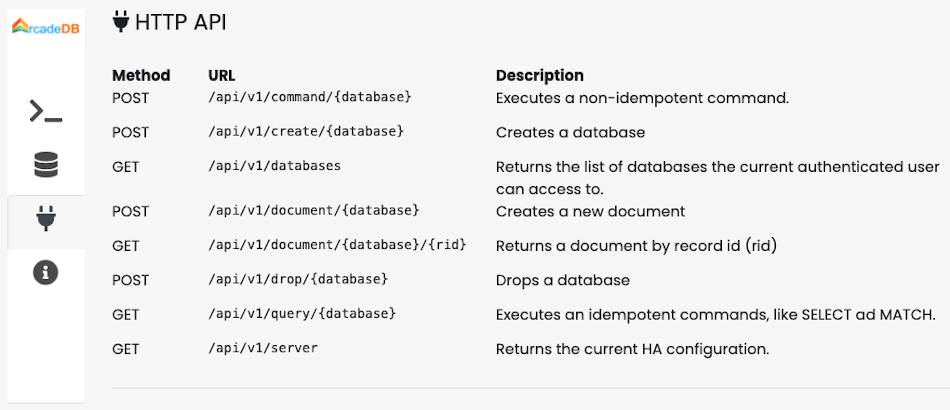 ArcadeDB
HTTP API
Method URL Description
POST /api/v1/command/{database} Executes a non-idempotent command.
POST /api/v1/create/{database} Creates a database
GET /api/v1/databases Returns the list of databases the current authenticated user
can access to.
POST /api/v1/document/{database} Creates a new document
GET /api/v1/document/{database}/{rid} Returns a document by record id (rid)
POST /api/v1/drop/{database} Drops a database
GET /api/v1/query/{database} Executes an idempotent commands, like SELECT ad MATCH.
GET /api/v1/server Returns the current HA configuration.